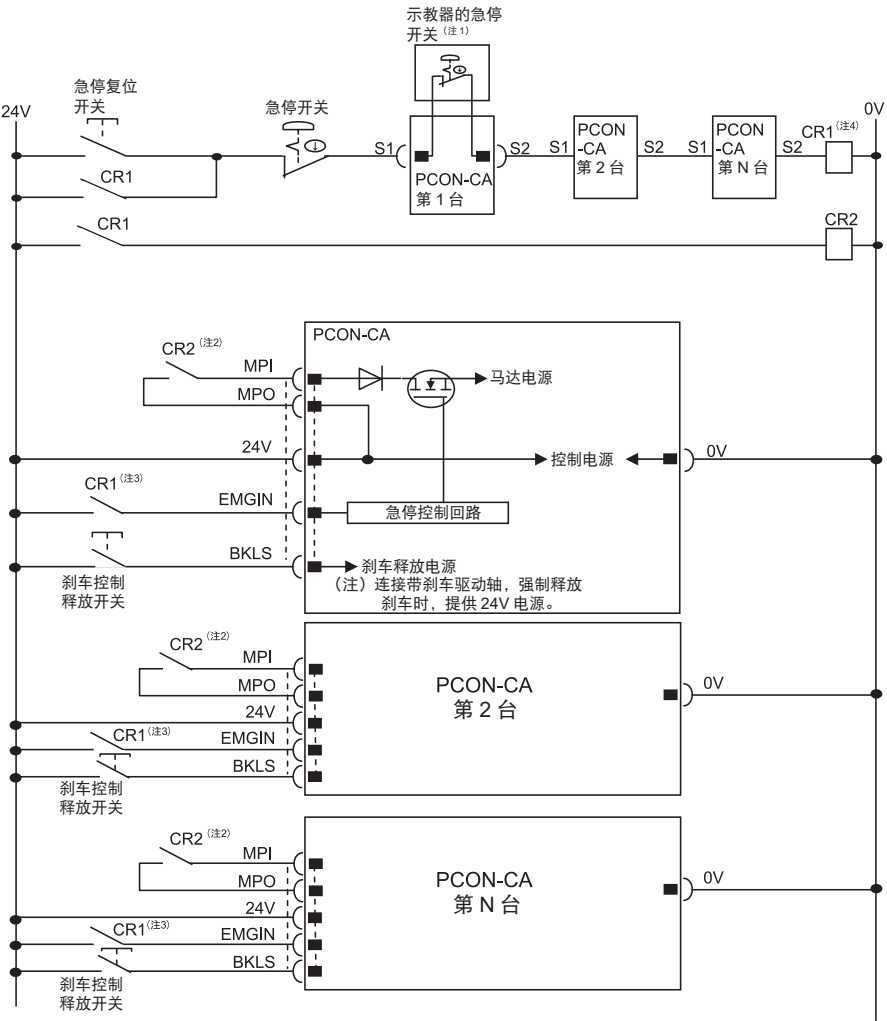 示教器的急停
开关(注1)
急停复位
开关
24V
急停开关
0V
S1
S2
S1
PCON
-CA
第 2 台
S2
S1
PCON
-CA
第 N 台
S2
CR1(注4)
CR1
PCON-CA
第 1 台
CR1
CR2
PCON-CA
CR2(注2)
MPI
马达电源
MPO
24V
控制电源
0V
CR1(注3)
EMGIN
急停控制回路
BKLS
刹车释放电源
刹车控制
释放开关
(注)连接带刹车驱动轴，强制释放
刹车时，提供 24V 电源。
CR2(注2)
MPI
MPO
24V
CR1(注3)
EMGIN
BKLS
刹车控制
释放开关
PCON-CA
第 2 台
0V
CR2(注2)
MPI
MPO
24V
CR1(注3)
EMGIN
BKLS
刹车控制
释放开关
PCON-CA
第 N 台
0V